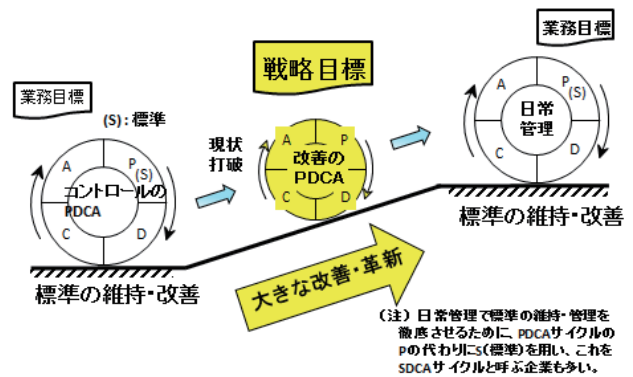 業務目標
戦略目標
業務目標
(S):標準
A
P
(S)
コントロールの
PDCA
C
D
現状
打破
A
P
改善の
PDCA
C
D
A
P
(S)
日常
管理
C
D
標準の維持・改善
標準の維持・改善
大きな改善・革新
(注) 日常管理で標準の維持・管理を
徹底させるために、PDCAサイクルの
Pの代わりにS(標準)を用い、これを
SDCAサイクルと呼ぶ企業も多い。